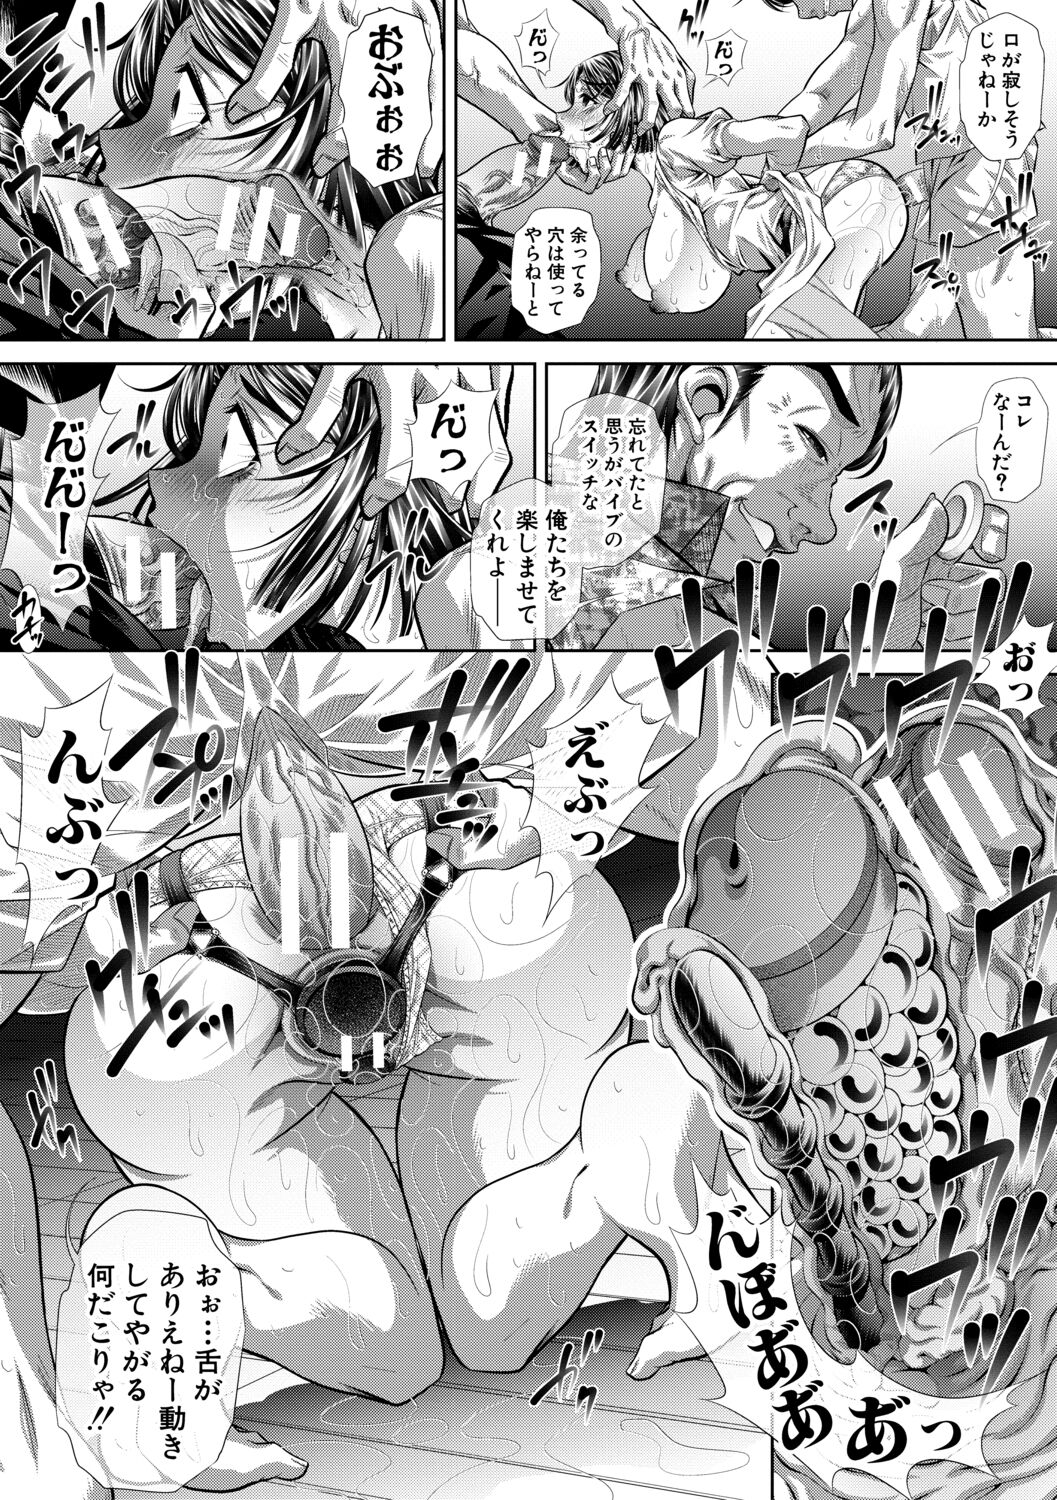 口が寂しそう
じゃねーか
んっ
んっ
余ってる
穴は使って
やらねーと
おぶぉぉ
コレ
なーんだ?
忘れてたと
思うがバイブの
スイッチな
俺たちを
楽しませて
くれよ――
んっ
んんーっ
おっ
えぶっ
んぶっ
んぼああ
あっ
おぉ…舌が
ありえねー動き
してやがる
何だこりゃ!!